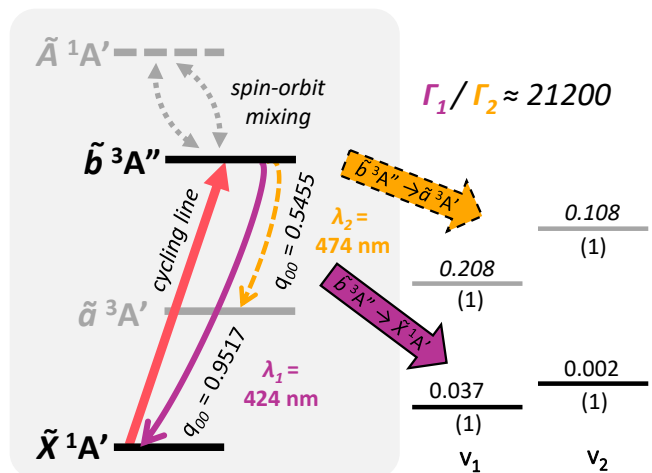 Ã ¹A’
spin-orbit
mixing
Γ₁ / Γ₂ ≈ 21200
b̃ ³A”
b̃ ³A” → ã ³A’
cycling line
q₀₀ = 0.5455
λ₂ =
474 nm
0.108
(1)
0.208
(1)
ã ³A’
b̃ ³A” → X̃ ¹A’
q₀₀ = 0.9517
λ₁ =
424 nm
0.037
(1)
0.002
(1)
X̃ ¹A’
v₁
v₂